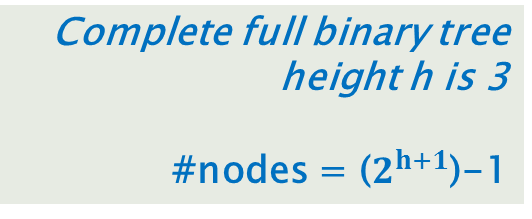 Complete full binary tree
height h is 3
#nodes = (2^{h+1})-1